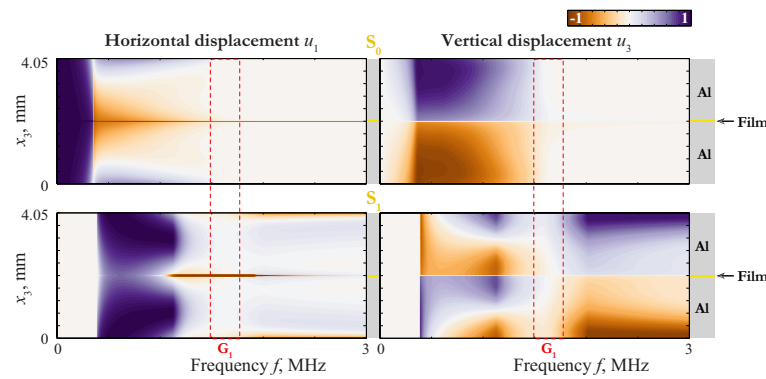 -1 1
Horizontal displacement u₁ S₀ Vertical displacement u₃
4.05
x₃, mm
0
Al
Film
Al
S₁
4.05
x₃, mm
0
Al
Film
Al
0 G₁ 3 0 G₁ 3
Frequency f, MHz Frequency f, MHz